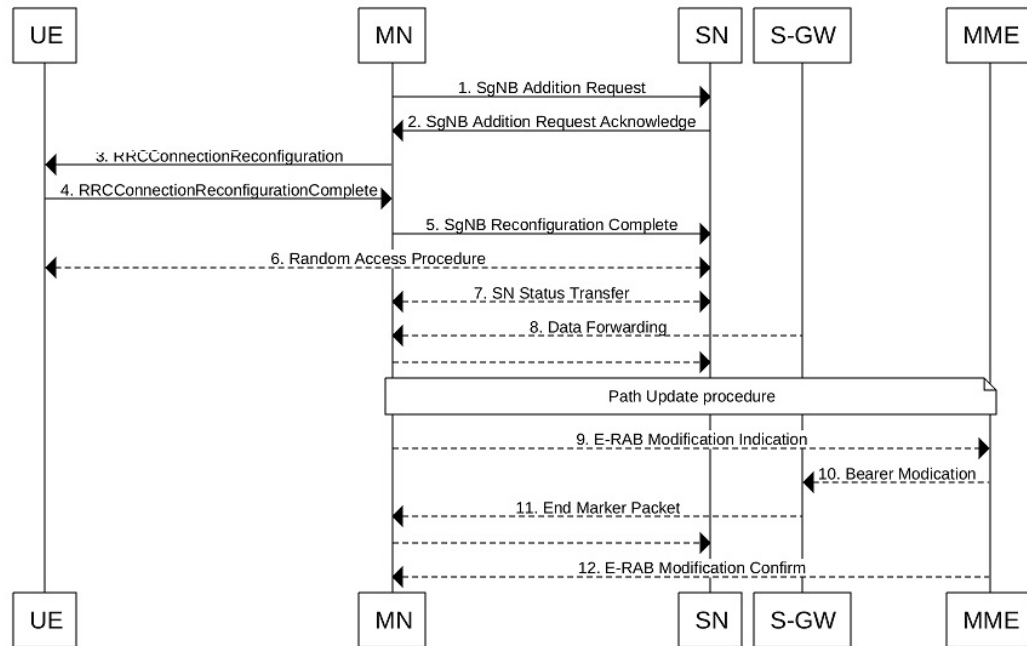 UE MN SN S-GW MME
1. SgNB Addition Request
2. SgNB Addition Request Acknowledge
3. RRCConnectionReconfiguration
4. RRCConnectionReconfigurationComplete
5. SgNB Reconfiguration Complete
6. Random Access Procedure
7. SN Status Transfer
8. Data Forwarding
Path Update procedure
9. E-RAB Modification Indication
10. Bearer Modication
11. End Marker Packet
12. E-RAB Modification Confirm
UE MN SN S-GW MME